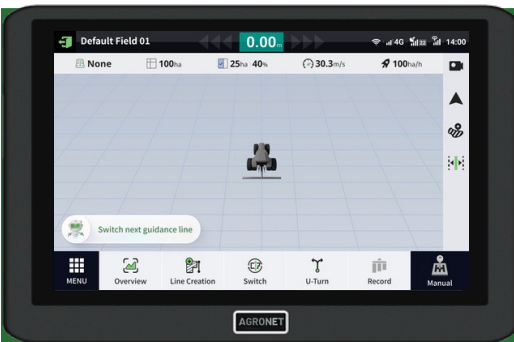 Default Field 01
0.00m
4G
14:00
None
100ha
25ha 40%
30.3m/s
100ha/h
Switch next guidance line
MENU
Overview
Line Creation
Switch
U-Turn
Record
Manual
AGRONET